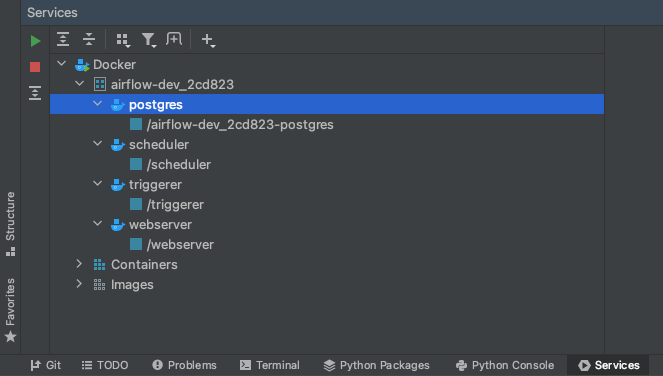 Services
Docker
airflow-dev_2cd823
postgres
/airflow-dev_2cd823-postgres
scheduler
/scheduler
triggerer
/triggerer
webserver
/webserver
Containers
Images
Structure
Favorites
Git TODO Problems Terminal Python Packages Python Console Services